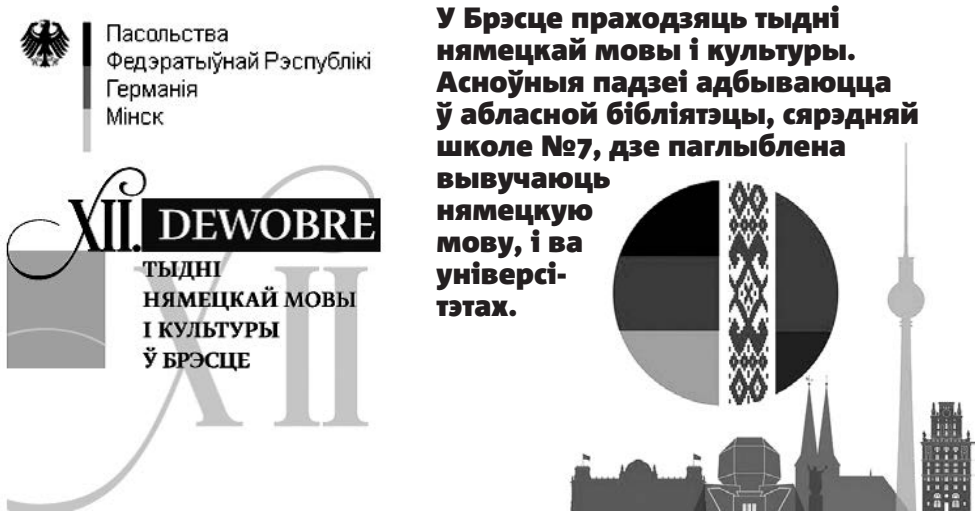 Пасольства
Федэратыўнай Рэспублікі
Германія
Мінск
XII. DEWOBRE
ТЫДНІ
НЯМЕЦКАЙ МОВЫ
І КУЛЬТУРЫ
Ў БРЭСЦЕ
XII
У Брэсце праходзяць тыдні
нямецкай мовы і культуры.
Асноўныя падзеі адбываюцца
ў абласной бібліятэцы, сярэдняй
школе №7, дзе паглыблена
вывучаюць
нямецкую
мову, і ва
універсі-
тэтах.